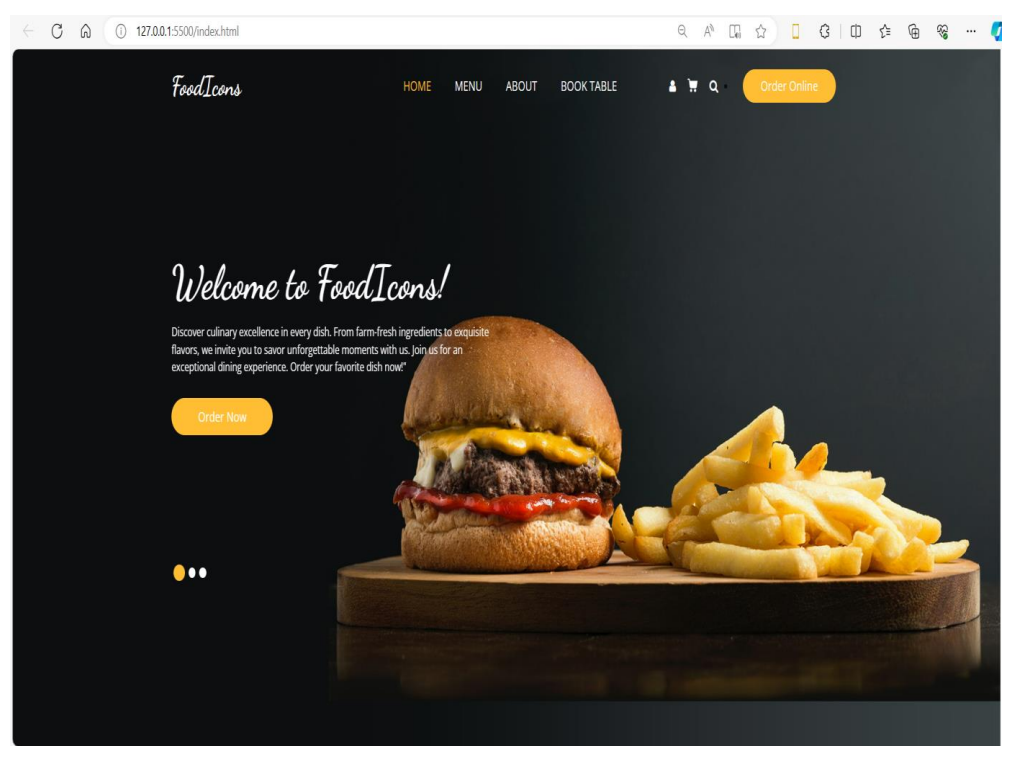 127.0.0.1:5500/index.html
FoodIcons
HOME MENU ABOUT BOOK TABLE
Order Online
Welcome to FoodIcons!
Discover culinary excellence in every dish. From farm-fresh ingredients to exquisite
flavors, we invite you to savor unforgettable moments with us. Join us for an
exceptional dining experience. Order your favorite dish now!"
Order Now